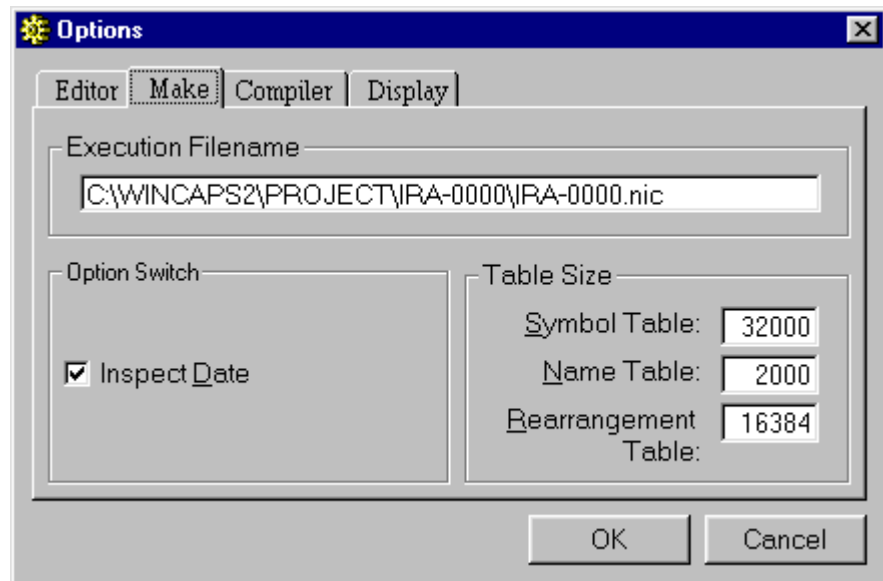 Options
Editor Make Compiler Display
Execution Filename
C:\WINCAPS2\PROJECT\IRA-0000\IRA-0000.nic
Option Switch
Inspect Date
Table Size
Symbol Table: 32000
Name Table: 2000
Rearrangement 16384
Table:
OK Cancel